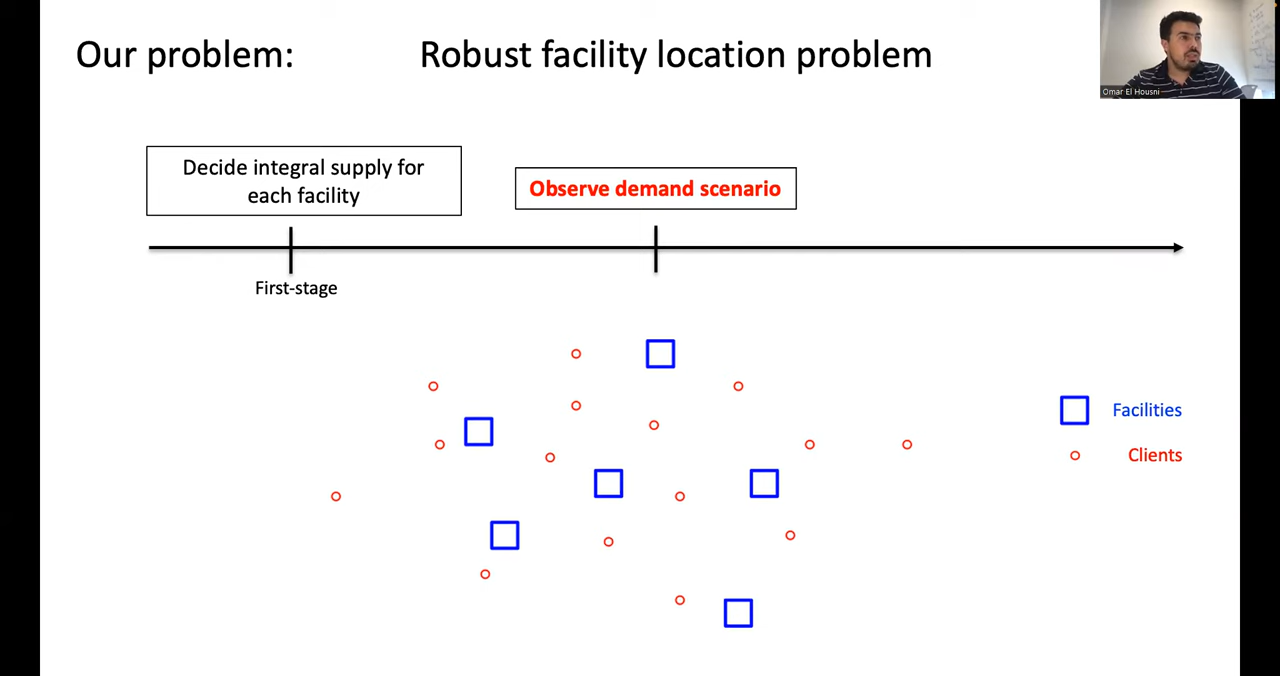 Our problem: Robust facility location problem
Omar El Housni
Decide integral supply for
each facility
Observe demand scenario
First-stage
Facilities
Clients